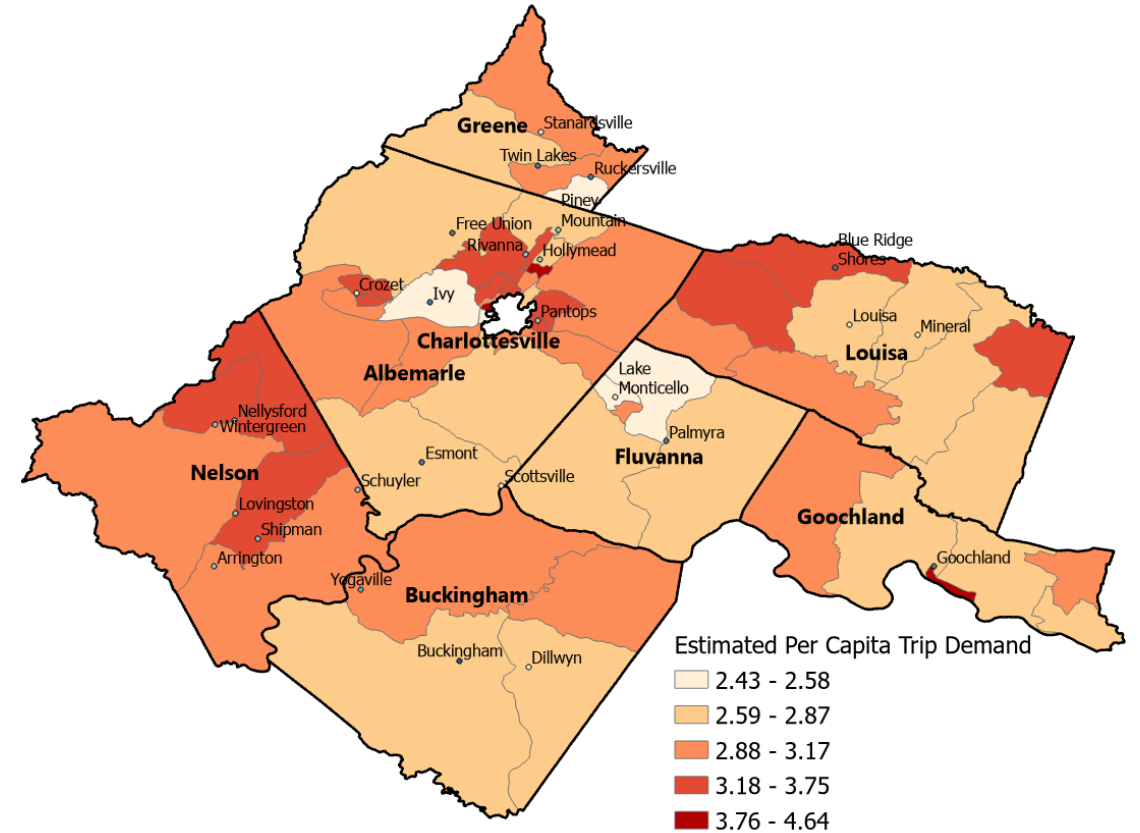 Greene
Stanardsville
Twin Lakes
Ruckersville
Piney
Mountain
Free Union
Rivanna
Hollymead
Blue Ridge
Shores
Crozet
Ivy
Pantops
Louisa
Mineral
Charlottesville
Louisa
Albemarle
Lake
Monticello
Nellysford
Wintergreen
Palmyra
Esmont
Fluvanna
Nelson
Scottsville
Schuyler
Lovingston
Goochland
Shipman
Arrington
Goochland
Yogaville
Buckingham
Buckingham
Dillwyn
Estimated Per Capita Trip Demand
2.43 - 2.58
2.59 - 2.87
2.88 - 3.17
3.18 - 3.75
3.76 - 4.64